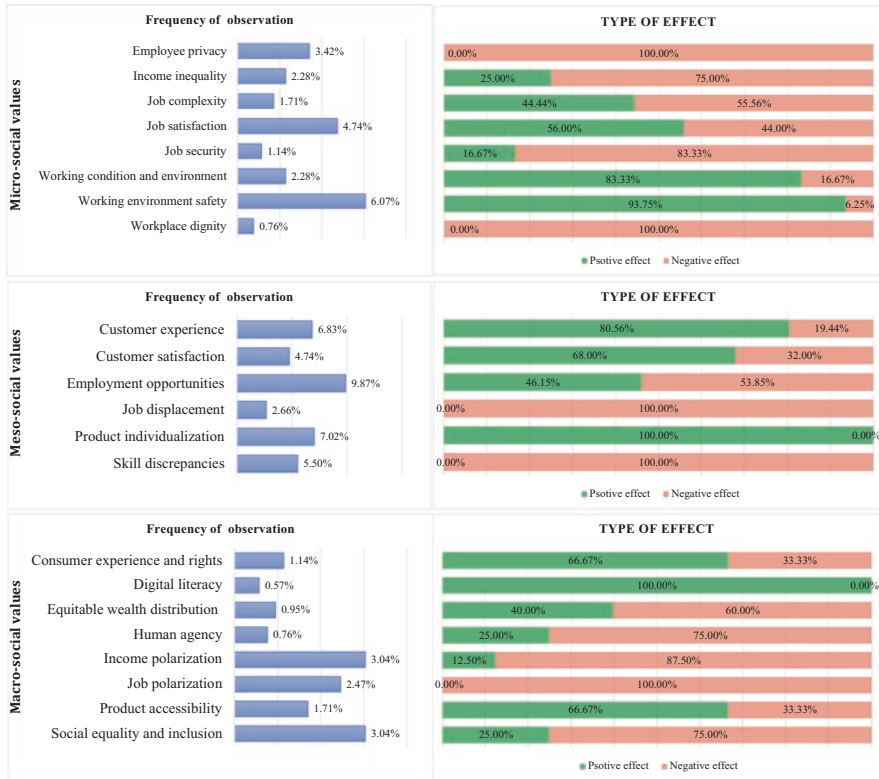 Micro-social values
Frequency of observation
Employee privacy 3.42%
Income inequality 2.28%
Job complexity 1.71%
Job satisfaction 4.74%
Job security 1.14%
Working condition and environment 2.28%
Working environment safety 6.07%
Workplace dignity 0.76%
TYPE OF EFFECT
0.00% 100.00%
25.00% 75.00%
44.44% 55.56%
56.00% 44.00%
16.67% 83.33%
83.33% 16.67%
93.75% 6.25%
0.00% 100.00%
Psotive effect Negative effect
Meso-social values
Frequency of observation
Customer experience 6.83%
Customer satisfaction 4.74%
Employment opportunities 9.87%
Job displacement 2.66%
Product individualization 7.02%
Skill discrepancies 5.50%
TYPE OF EFFECT
80.56% 19.44%
68.00% 32.00%
46.15% 53.85%
0.00% 100.00%
100.00% 0.00%
0.00% 100.00%
Psotive effect Negative effect
Macro-social values
Frequency of observation
Consumer experience and rights 1.14%
Digital literacy 0.57%
Equitable wealth distribution 0.95%
Human agency 0.76%
Income polarization 3.04%
Job polarization 2.47%
Product accessibility 1.71%
Social equality and inclusion 3.04%
TYPE OF EFFECT
66.67% 33.33%
100.00% 0.00%
40.00% 60.00%
25.00% 75.00%
12.50% 87.50%
0.00% 100.00%
66.67% 33.33%
25.00% 75.00%
Psotive effect Negative effect